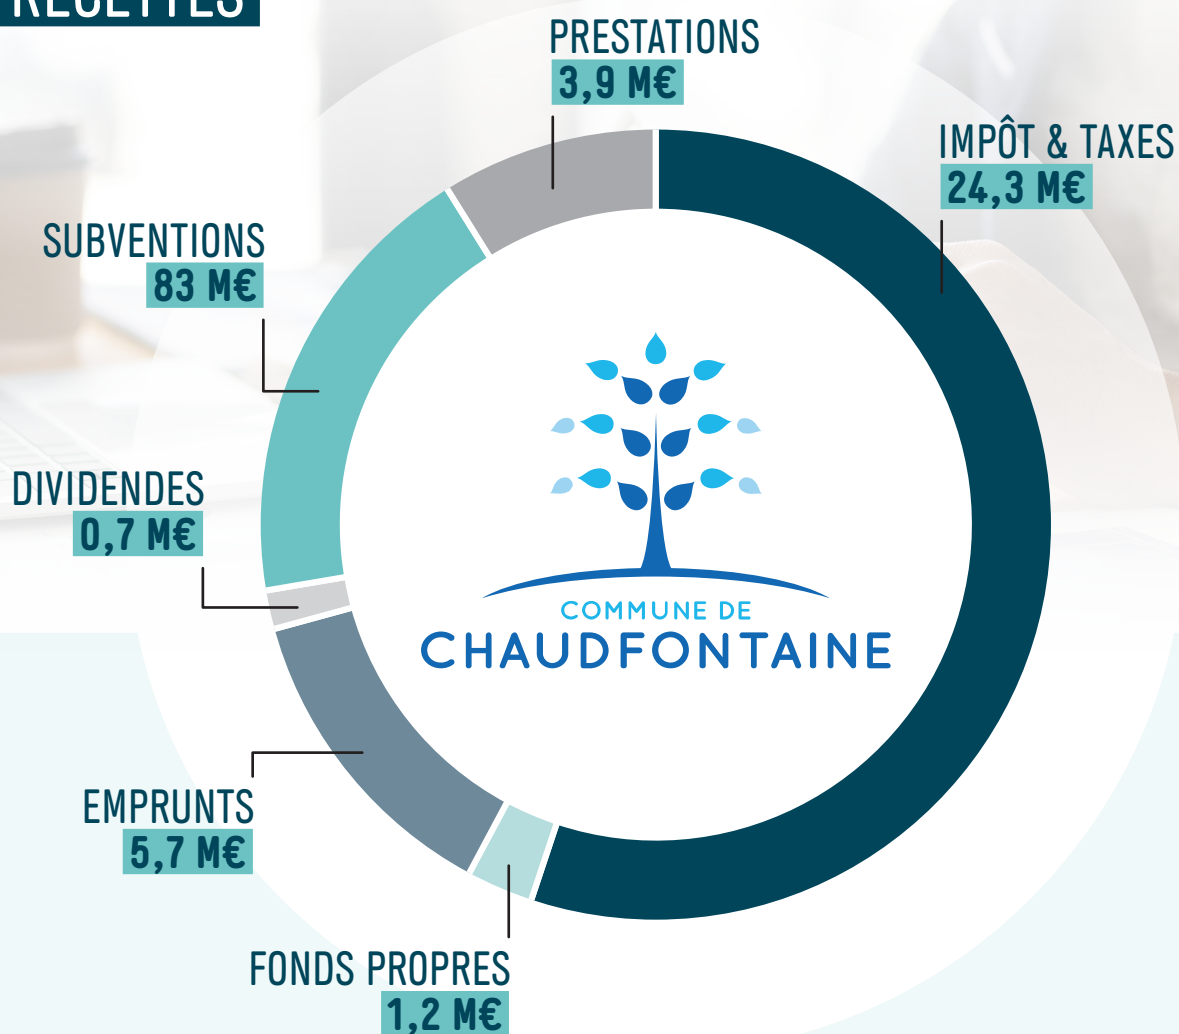 RECETTES
PRESTATIONS
3,9 M€
IMPÔT & TAXES
24,3 M€
SUBVENTIONS
83 M€
DIVIDENDES
0,7 M€
COMMUNE DE
CHAUDFONTAINE
EMPRUNTS
5,7 M€
FONDS PROPRES
1,2 M€